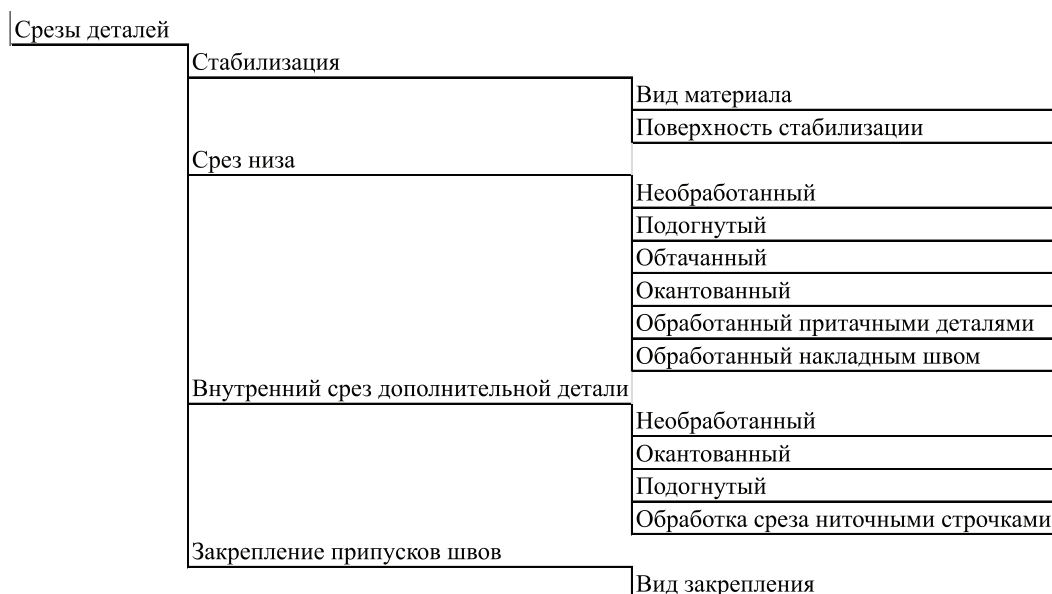 Срезы деталей
Стабилизация
Вид материала
Поверхность стабилизации
Срез низа
Необработанный
Подогнутый
Обтачанный
Окантованный
Обработанный притачными деталями
Обработанный накладным швом
Внутренний срез дополнительной детали
Необработанный
Окантованный
Подогнутый
Обработка среза ниточными строчками
Закрепление припусков швов
Вид закрепления